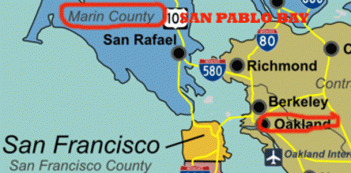 Marin County
101
SAN PABLO BAY
80
San Rafael
580
Richmond
Contr
Berkeley
Oakland
San Francisco
San Francisco County
Oakland Inter